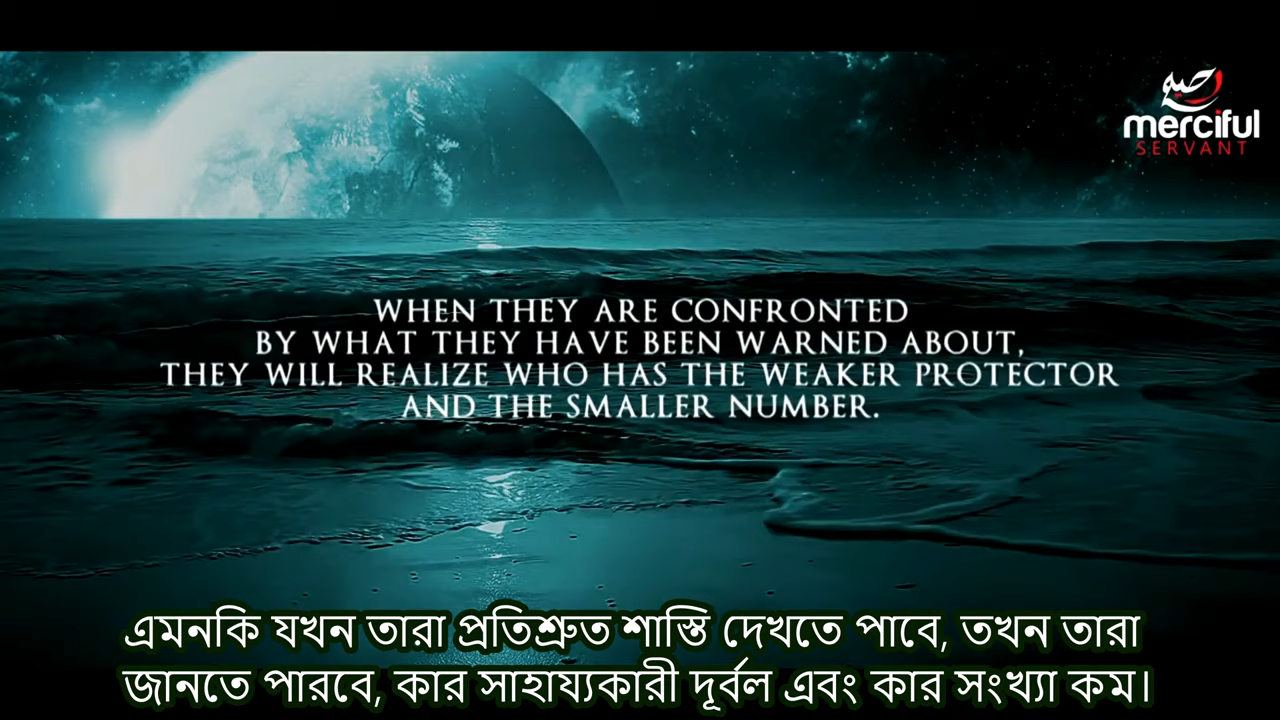 merciful
SERVANT
WHEN THEY ARE CONFRONTED
BY WHAT THEY HAVE BEEN WARNED ABOUT,
THEY WILL REALIZE WHO HAS THE WEAKER PROTECTOR
AND THE SMALLER NUMBER.
এমনকি যখন তারা প্রতিশ্রুত শাস্তি দেখতে পাবে, তখন তারা
জানতে পারবে, কার সাহায্যকারী দূর্বল এবং কার সংখ্যা কম।